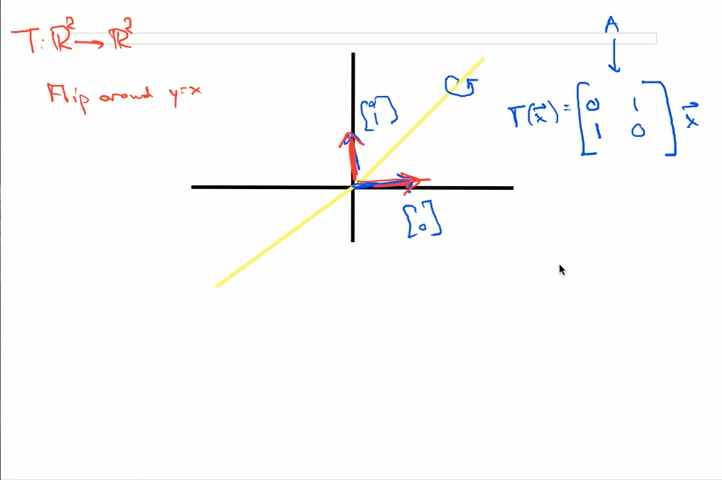 T: ℝ² → ℝ²
Flip around y=x
A
T(x⃗) = [0 1; 1 0] x⃗
[0 1]
[1 0]